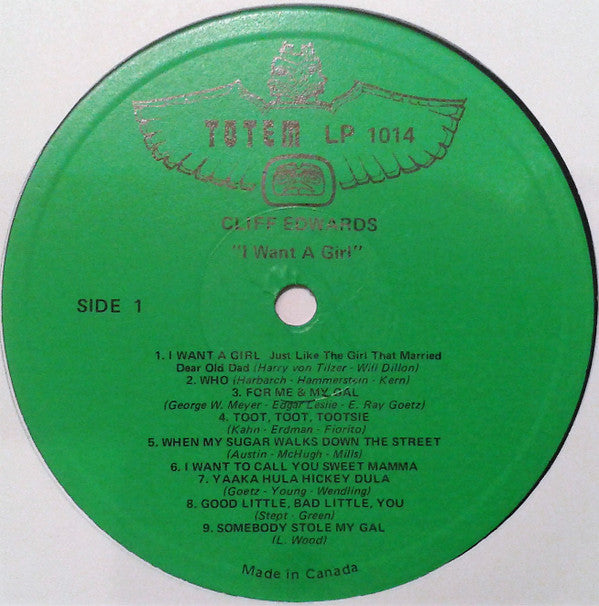 TOTEM LP 1014
CLIFF EDWARDS
"I Want A Girl"
SIDE 1
1. I WANT A GIRL Just Like The Girl That Married
Dear Old Dad (Harry von Tilzer - Will Dillon)
2. WHO (Harbarch - Hammerstein - Kern)
3. FOR ME & MY GAL
(George W. Meyer - Edgar Leslie - E. Ray Goetz)
4. TOOT, TOOT, TOOTSIE
(Kahn - Erdman - Fiorito)
5. WHEN MY SUGAR WALKS DOWN THE STREET
(Austin - McHugh - Mills)
6. I WANT TO CALL YOU SWEET MAMMA
7. YAAKA HULA HICKEY DULA
(Goetz - Young - Wendling)
8. GOOD LITTLE, BAD LITTLE, YOU
(Stept - Green)
9. SOMEBODY STOLE MY GAL
(L. Wood)
Made in Canada